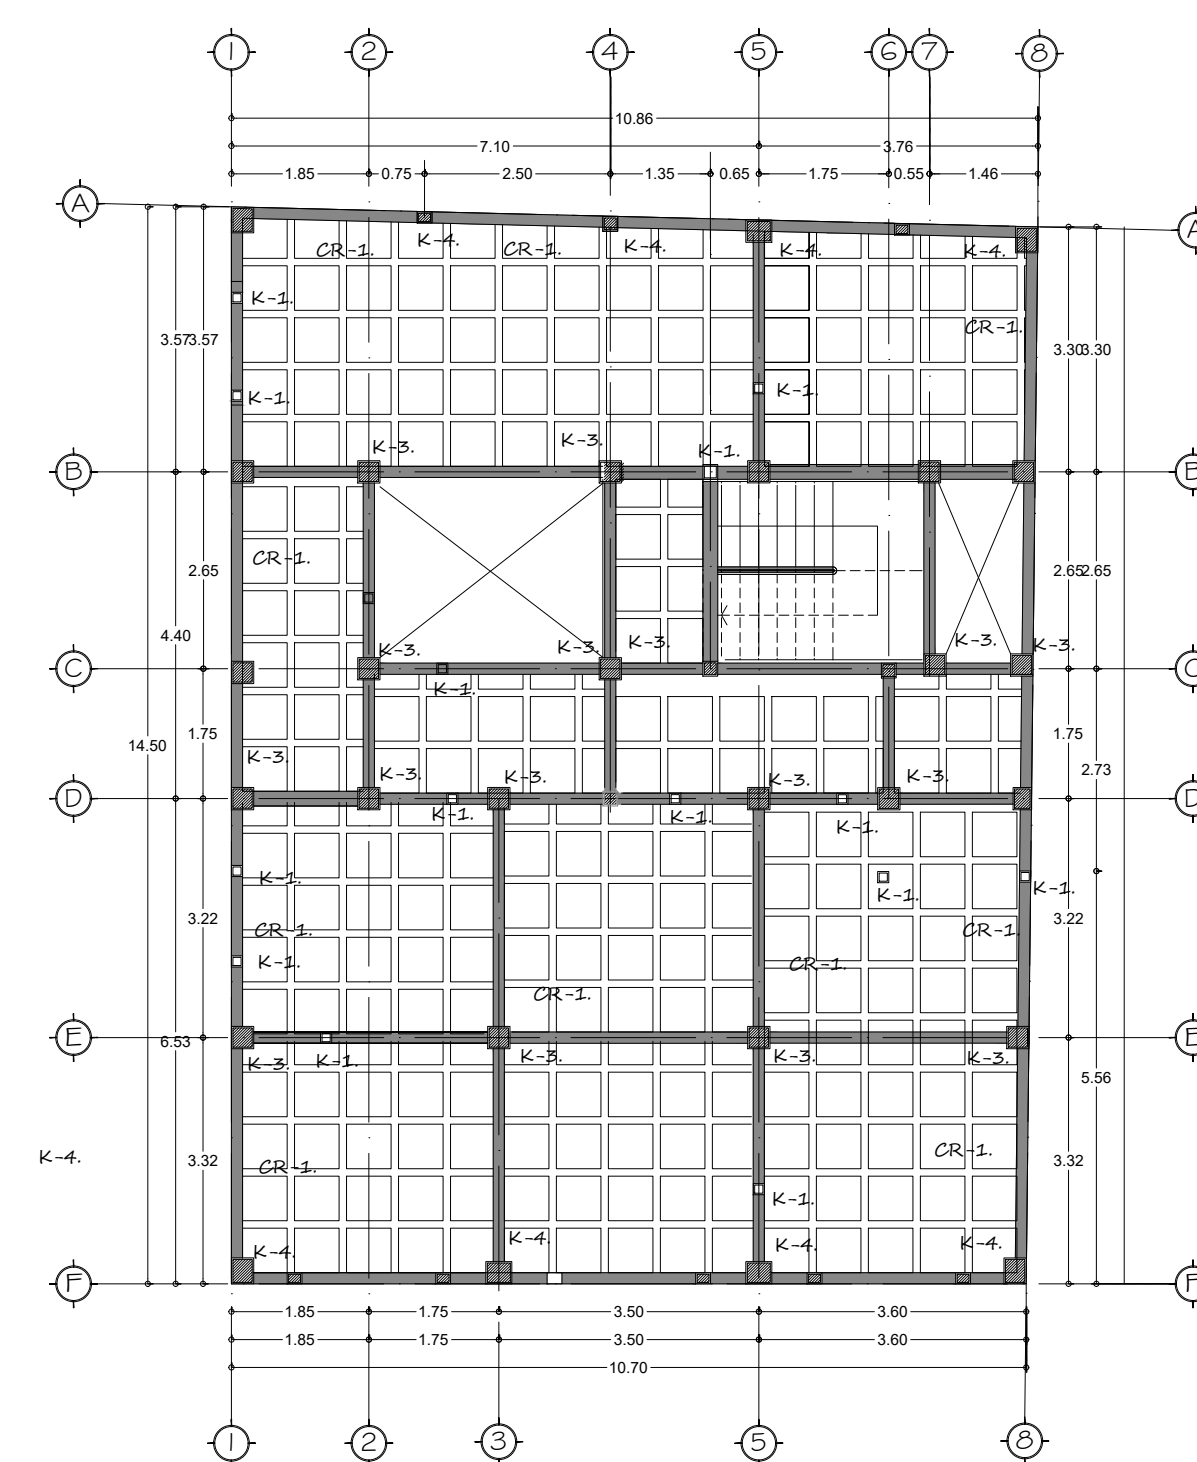 1 2 4 5 6 7 8
10.86
7.10 3.76
1.85 0.75 2.50 1.35 0.65 1.75 0.55 1.46
A A
CR-1. K-4. CR-1. K-4. K-4. K-4.
K-1.
CR-1.
3.57 3.57 3.30 3.30
K-1. K-1.
K-3. K-3. K-1.
B B
CR-1.
2.65 2.65 2.65
4.40
K-3. K-3. K-3. K-3. K-3.
C C
K-1.
1.75 1.75
14.50
K-3. 2.73
K-3. K-3. K-3. K-3.
D D
K-1. K-1. K-1.
K-1. K-1. K-1.
3.22 3.22
CR-1. CR-1.
K-1. CR-1.
CR-1.
E E
6.53
K-3. K-1. K-3. K-3. K-3.
5.56
K-4. 3.32 CR-1. CR-1. 3.32
K-1.
K-4. K-4. K-4. K-4.
F F
1.85 1.75 3.50 3.60
1.85 1.75 3.50 3.60
10.70
1 2 3 5 8